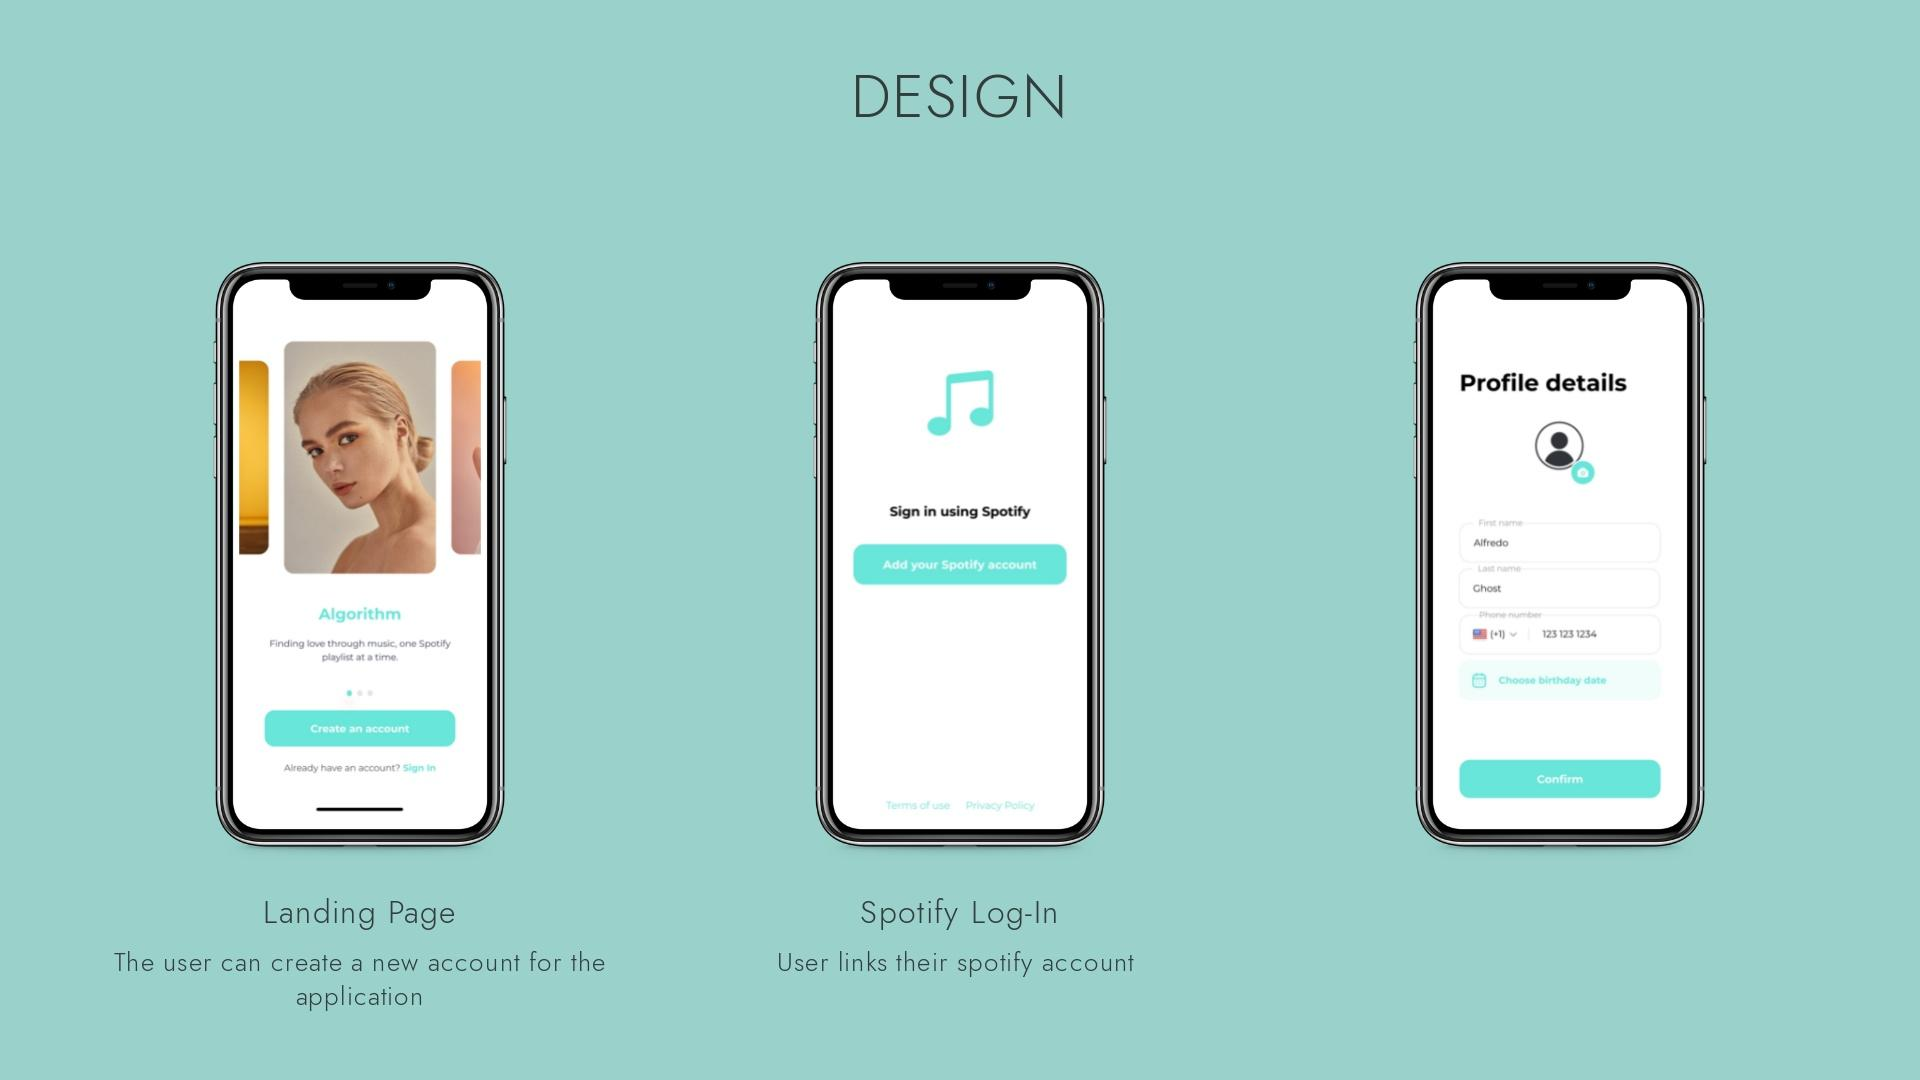 DESIGN
Algorithm
Finding love through music, one Spotify
playlist at a time.
Create an account
Already have an account? Sign In
Landing Page
The user can create a new account for the
application
Sign in using Spotify
Add your Spotify account
Terms of use Privacy Policy
Spotify Log-In
User links their spotify account
Profile details
First name
Alfredo
Last name
Ghost
Phone number
(+1) 123 123 1234
Choose birthday date
Confirm